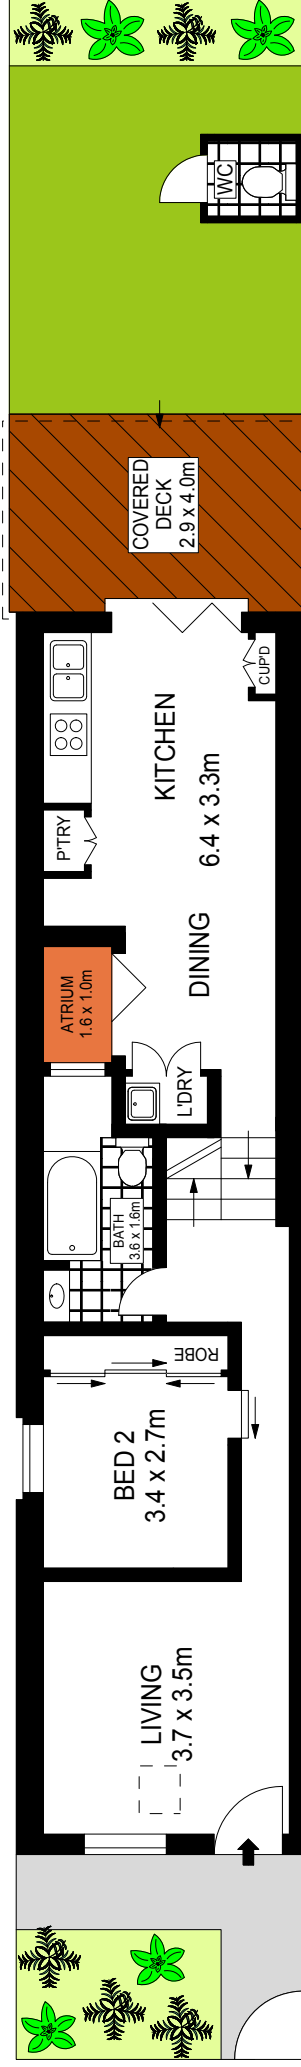 WC
COVERED
DECK
2.9 x 4.0m
KITCHEN
6.4 x 3.3m
CUP'D
P'TRY
DINING
ATRIUM
1.6 x 1.0m
L'DRY
BATH
3.6 x 1.6m
ROBE
BED 2
3.4 x 2.7m
LIVING
3.7 x 3.5m